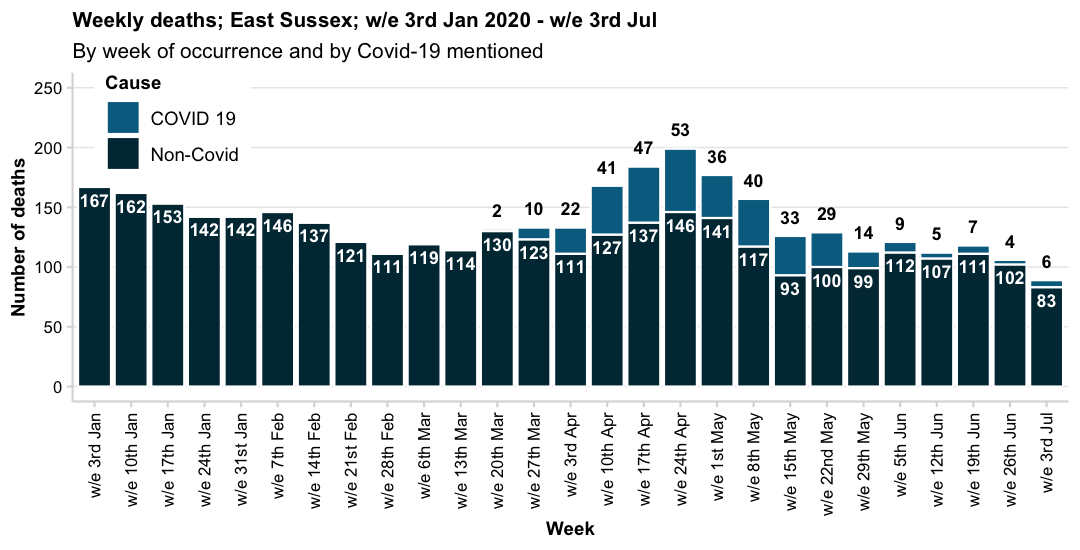 Weekly deaths; East Sussex; w/e 3rd Jan 2020 - w/e 3rd Jul
By week of occurrence and by Covid-19 mentioned
Cause
COVID 19
Non-Covid
Number of deaths
250
200
150
100
50
0
53
47
41
36
40
2 10 22 33 29 14 9 5 7 4 6
167 162 153 142 142 146 137 121 111 119 114 130 123 111 127 137 146 141 117 93 100 99 112 107 111 102 83
w/e 3rd Jan
w/e 10th Jan
w/e 17th Jan
w/e 24th Jan
w/e 31st Jan
w/e 7th Feb
w/e 14th Feb
w/e 21st Feb
w/e 28th Feb
w/e 6th Mar
w/e 13th Mar
w/e 20th Mar
w/e 27th Mar
w/e 3rd Apr
w/e 10th Apr
w/e 17th Apr
w/e 24th Apr
w/e 1st May
w/e 8th May
w/e 15th May
w/e 22nd May
w/e 29th May
w/e 5th Jun
w/e 12th Jun
w/e 19th Jun
w/e 26th Jun
w/e 3rd Jul
Week